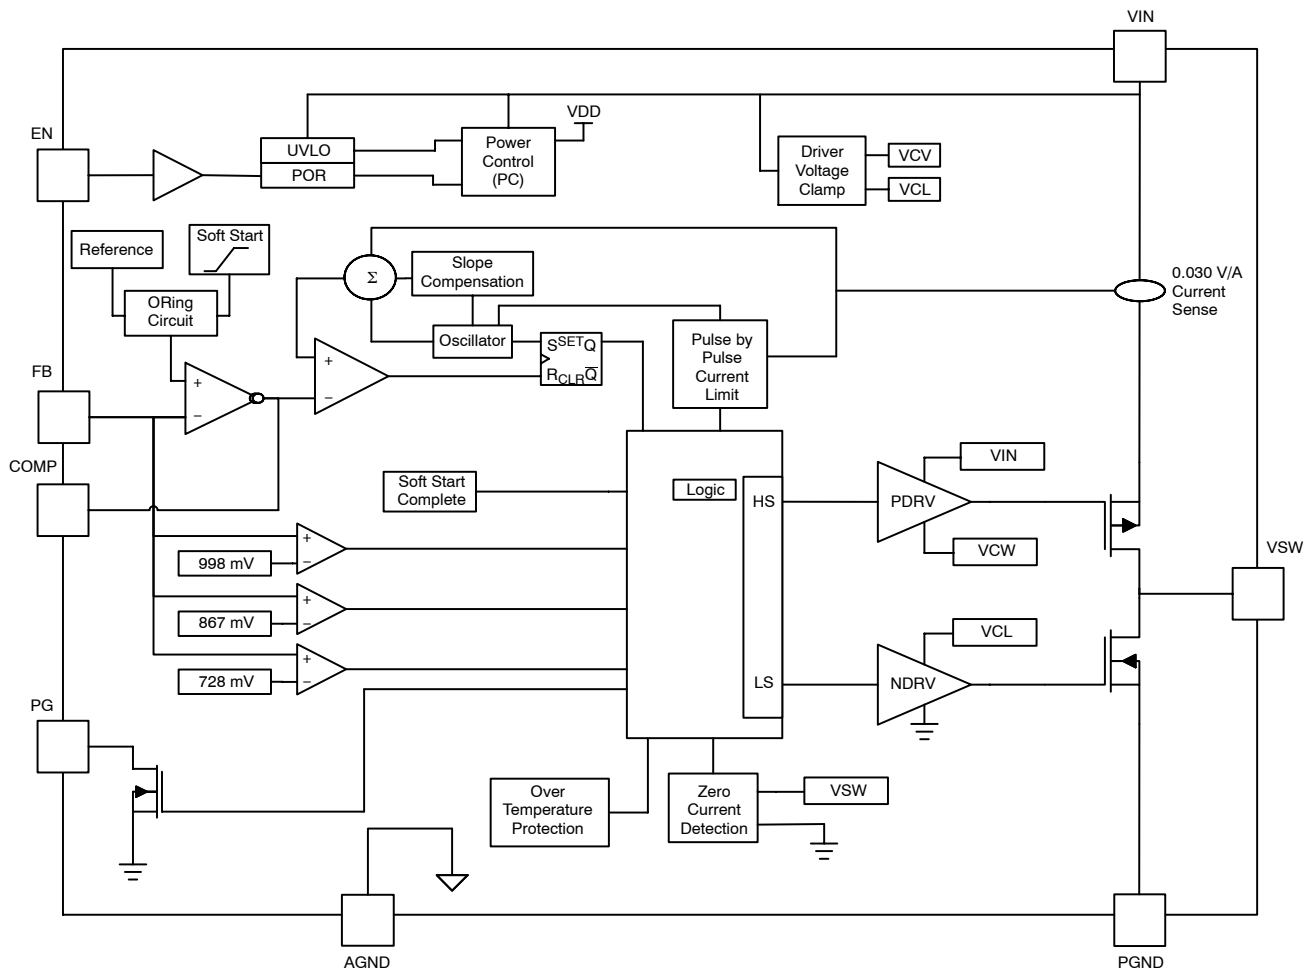 VIN
EN
UVLO
POR
Power
Control
(PC)
VDD
Driver
Voltage
Clamp
VCV
VCL
Reference
Soft Start
ORing
Circuit
Σ
Slope
Compensation
Oscillator
S SET Q
R CLR Q̅
Pulse by
Pulse
Current
Limit
0.030 V/A
Current
Sense
FB
+
−
+
−
COMP
Soft Start
Complete
Logic
HS
LS
PDRV
VIN
VCW
VSW
998 mV
+
−
867 mV
+
−
728 mV
+
−
NDRV
VCL
PG
Over
Temperature
Protection
Zero
Current
Detection
VSW
AGND
PGND